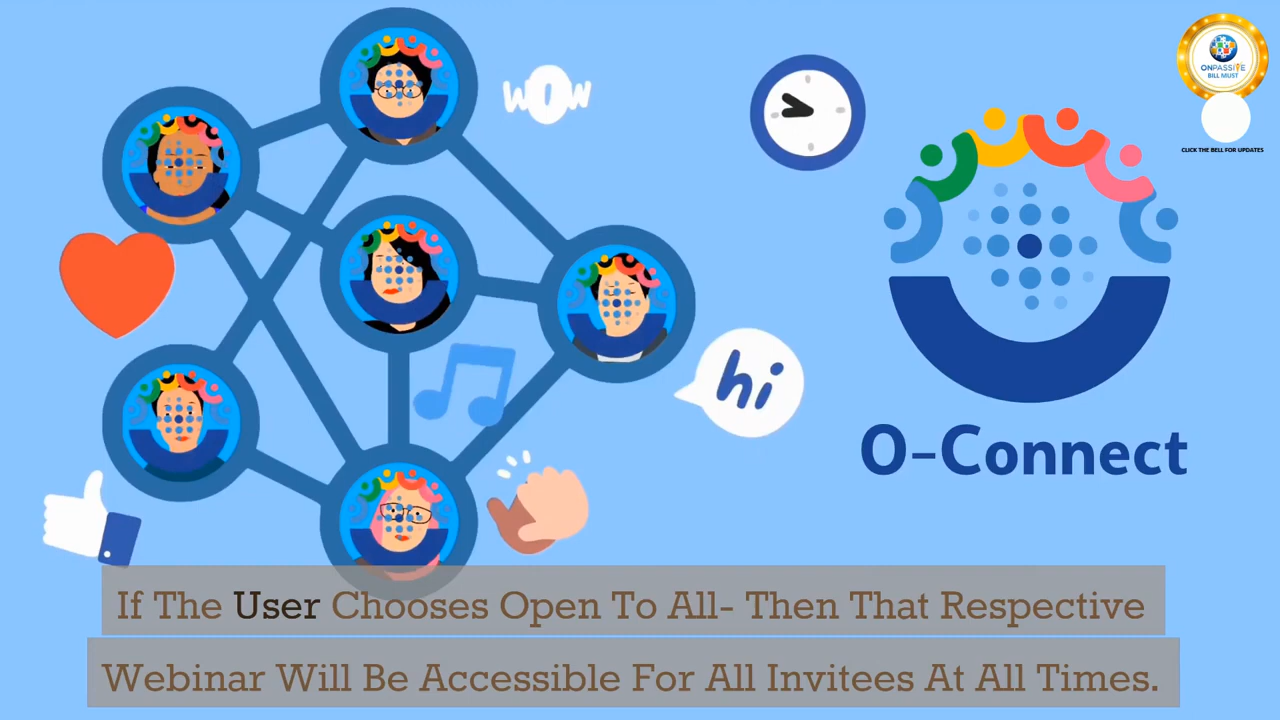 WOW
ONPASSIVE
BILL MUST
CLICK THE BELL FOR UPDATES
hi
O-Connect
If The User Chooses Open To All- Then That Respective
Webinar Will Be Accessible For All Invitees At All Times.